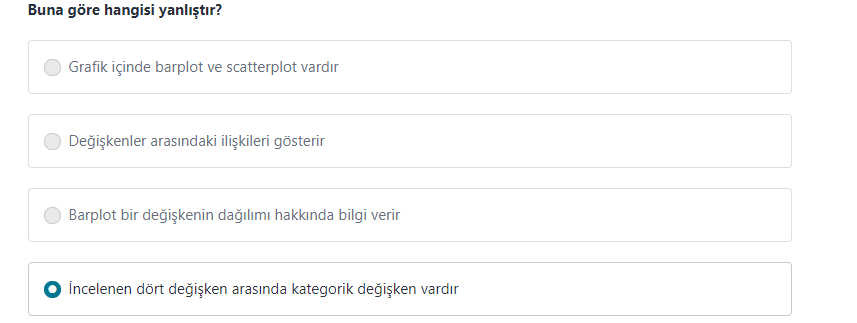 Buna göre hangisi yanlıştır?
Grafik içinde barplot ve scatterplot vardır
Değişkenler arasındaki ilişkileri gösterir
Barplot bir değişkenin dağılımı hakkında bilgi verir
İncelenen dört değişken arasında kategorik değişken vardır